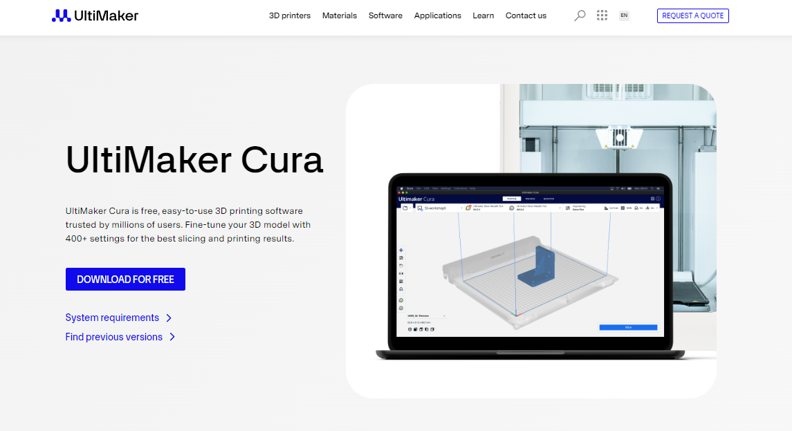 UltiMaker
3D printers
Materials
Software
Applications
Learn
Contact us
EN
REQUEST A QUOTE
UltiMaker Cura
UltiMaker Cura is free, easy-to-use 3D printing software
trusted by millions of users. Fine-tune your 3D model with
400+ settings for the best slicing and printing results.
DOWNLOAD FOR FREE
System requirements
Find previous versions
Ultimaker Cura